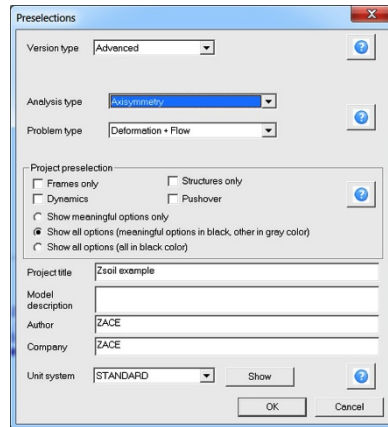 Preselections
Version type Advanced
Analysis type Axisymmetry
Problem type Deformation + Flow
Project preselection
Frames only Structures only
Dynamics Pushover
Show meaningful options only
Show all options (meaningful options in black, other in gray color)
Show all options (all in black color)
Project title Zsoil example
Model
description
Author ZACE
Company ZACE
Unit system STANDARD Show
OK Cancel